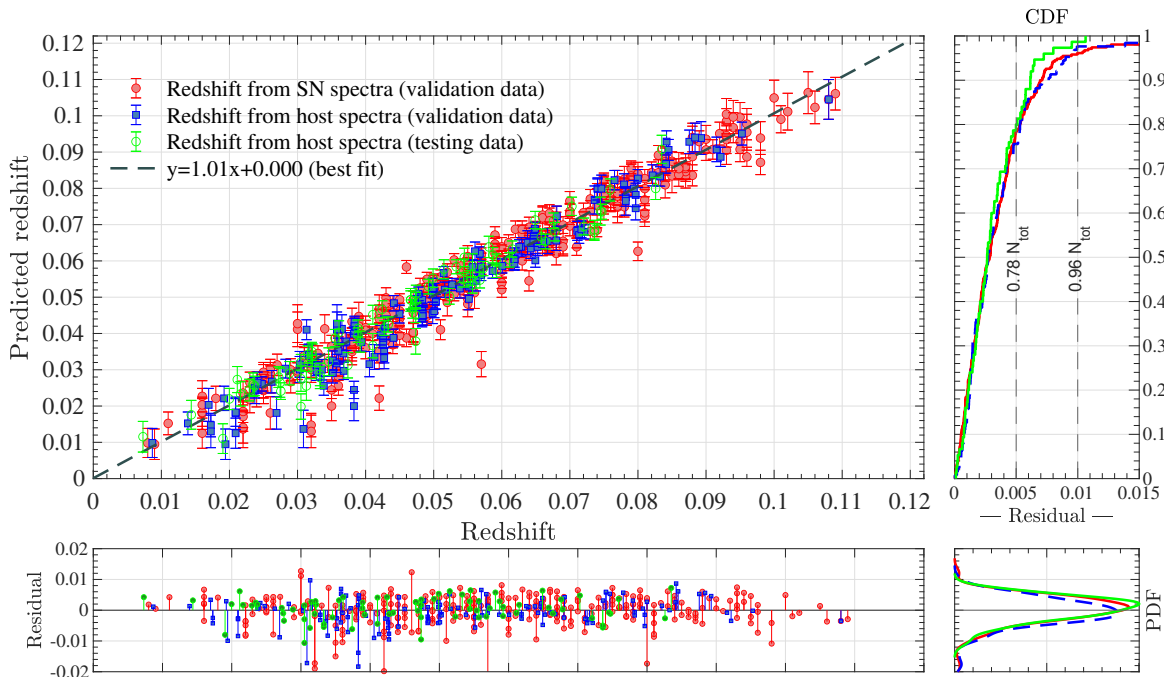 CDF
0.12
0.11
0.1
0.09
0.08
0.07
0.06
0.05
0.04
0.03
0.02
0.01
0
Predicted redshift
Redshift from SN spectra (validation data)
Redshift from host spectra (validation data)
Redshift from host spectra (testing data)
y=1.01x+0.000 (best fit)
0 0.01 0.02 0.03 0.04 0.05 0.06 0.07 0.08 0.09 0.1 0.11 0.12
Redshift
0.78 N_tot
0.96 N_tot
1
0.9
0.8
0.7
0.6
0.5
0.4
0.3
0.2
0.1
0
0 0.005 0.01 0.015
— Residual —
0.02
0.01
0
-0.01
-0.02
Residual
PDF